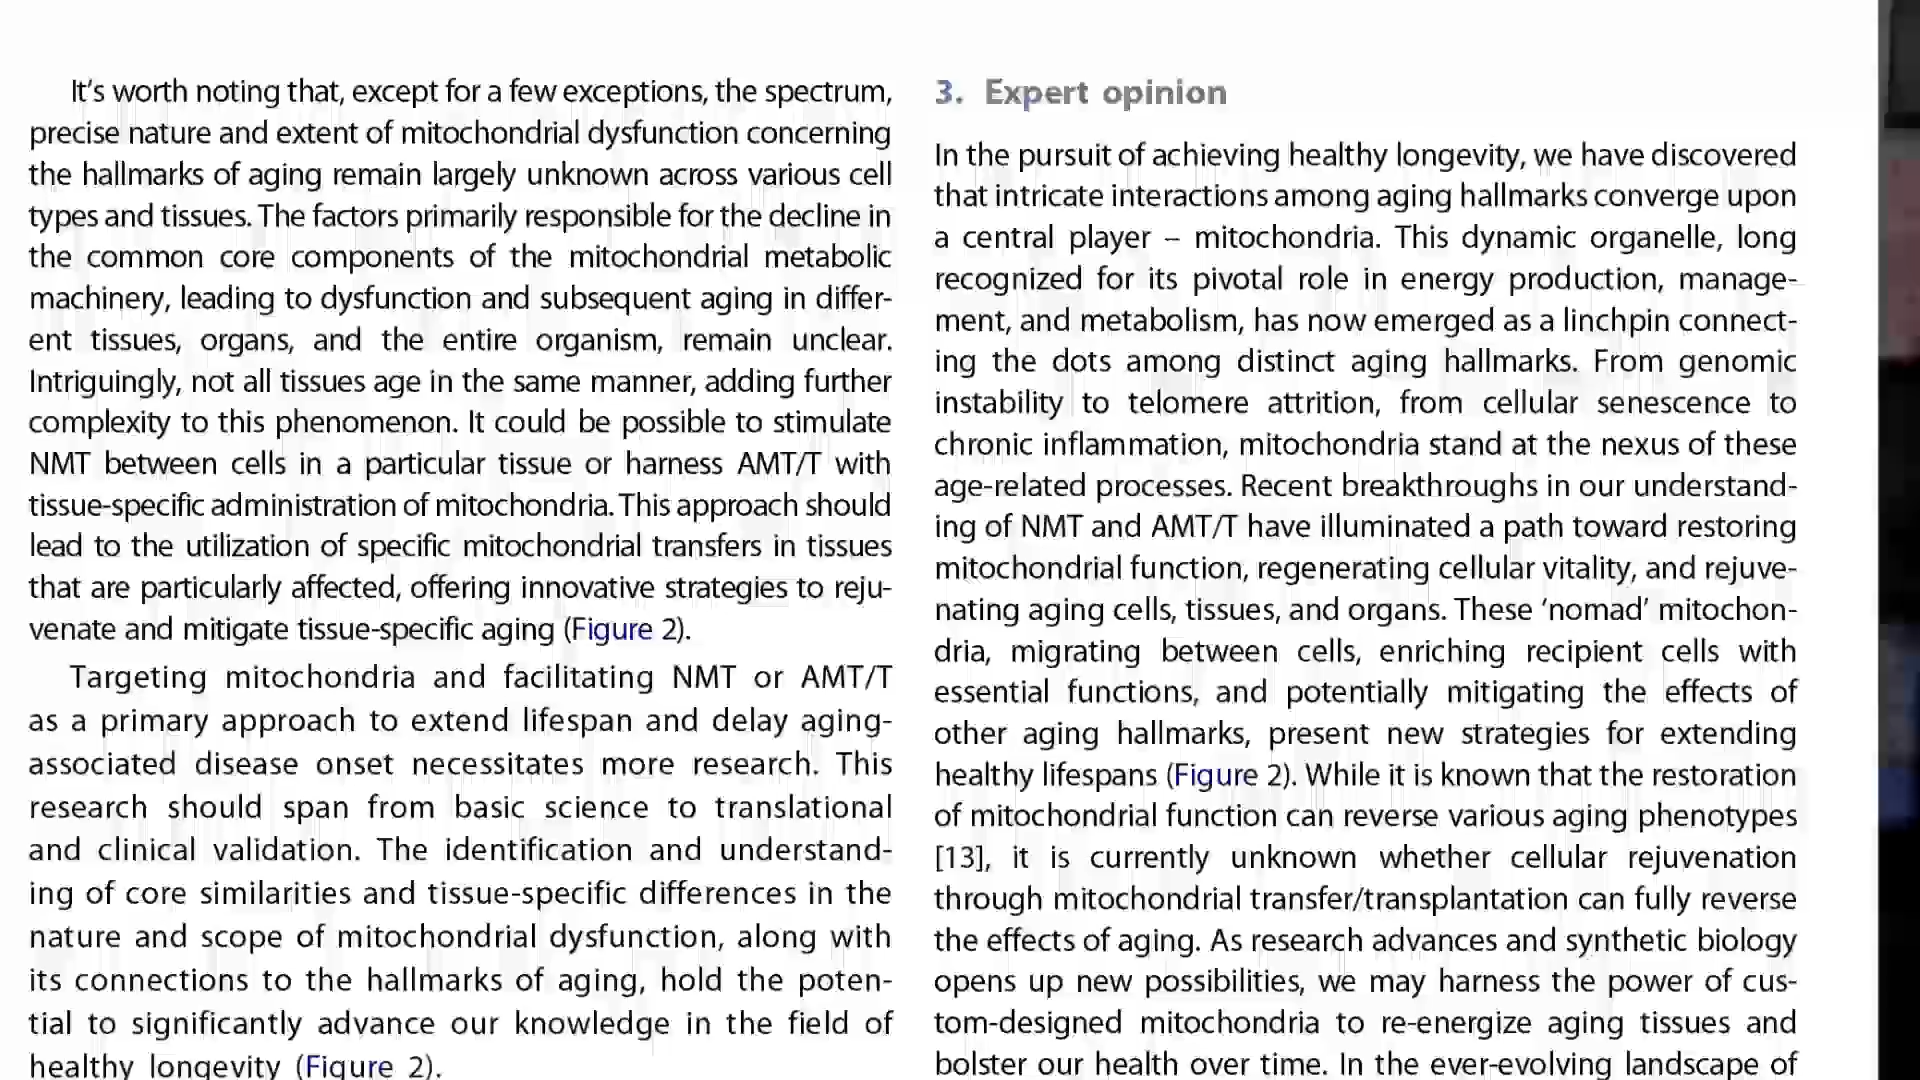 It's worth noting that, except for a few exceptions, the spectrum,
precise nature and extent of mitochondrial dysfunction concerning
the hallmarks of aging remain largely unknown across various cell
types and tissues. The factors primarily responsible for the decline in
the common core components of the mitochondrial metabolic
machinery, leading to dysfunction and subsequent aging in differ-
ent tissues, organs, and the entire organism, remain unclear.
Intriguingly, not all tissues age in the same manner, adding further
complexity to this phenomenon. It could be possible to stimulate
NMT between cells in a particular tissue or harness AMT/T with
tissue-specific administration of mitochondria. This approach should
lead to the utilization of specific mitochondrial transfers in tissues
that are particularly affected, offering innovative strategies to reju-
venate and mitigate tissue-specific aging (Figure 2).
Targeting mitochondria and facilitating NMT or AMT/T
as a primary approach to extend lifespan and delay aging-
associated disease onset necessitates more research. This
research should span from basic science to translational
and clinical validation. The identification and understand-
ing of core similarities and tissue-specific differences in the
nature and scope of mitochondrial dysfunction, along with
its connections to the hallmarks of aging, hold the poten-
tial to significantly advance our knowledge in the field of
healthy longevity (Figure 2).
3. Expert opinion
In the pursuit of achieving healthy longevity, we have discovered
that intricate interactions among aging hallmarks converge upon
a central player – mitochondria. This dynamic organelle, long
recognized for its pivotal role in energy production, manage-
ment, and metabolism, has now emerged as a linchpin connect-
ing the dots among distinct aging hallmarks. From genomic
instability to telomere attrition, from cellular senescence to
chronic inflammation, mitochondria stand at the nexus of these
age-related processes. Recent breakthroughs in our understand-
ing of NMT and AMT/T have illuminated a path toward restoring
mitochondrial function, regenerating cellular vitality, and rejuve-
nating aging cells, tissues, and organs. These ‘nomad’ mitochon-
dria, migrating between cells, enriching recipient cells with
essential functions, and potentially mitigating the effects of
other aging hallmarks, present new strategies for extending
healthy lifespans (Figure 2). While it is known that the restoration
of mitochondrial function can reverse various aging phenotypes
[13], it is currently unknown whether cellular rejuvenation
through mitochondrial transfer/transplantation can fully reverse
the effects of aging. As research advances and synthetic biology
opens up new possibilities, we may harness the power of cus-
tom-designed mitochondria to re-energize aging tissues and
bolster our health over time. In the ever-evolving landscape of